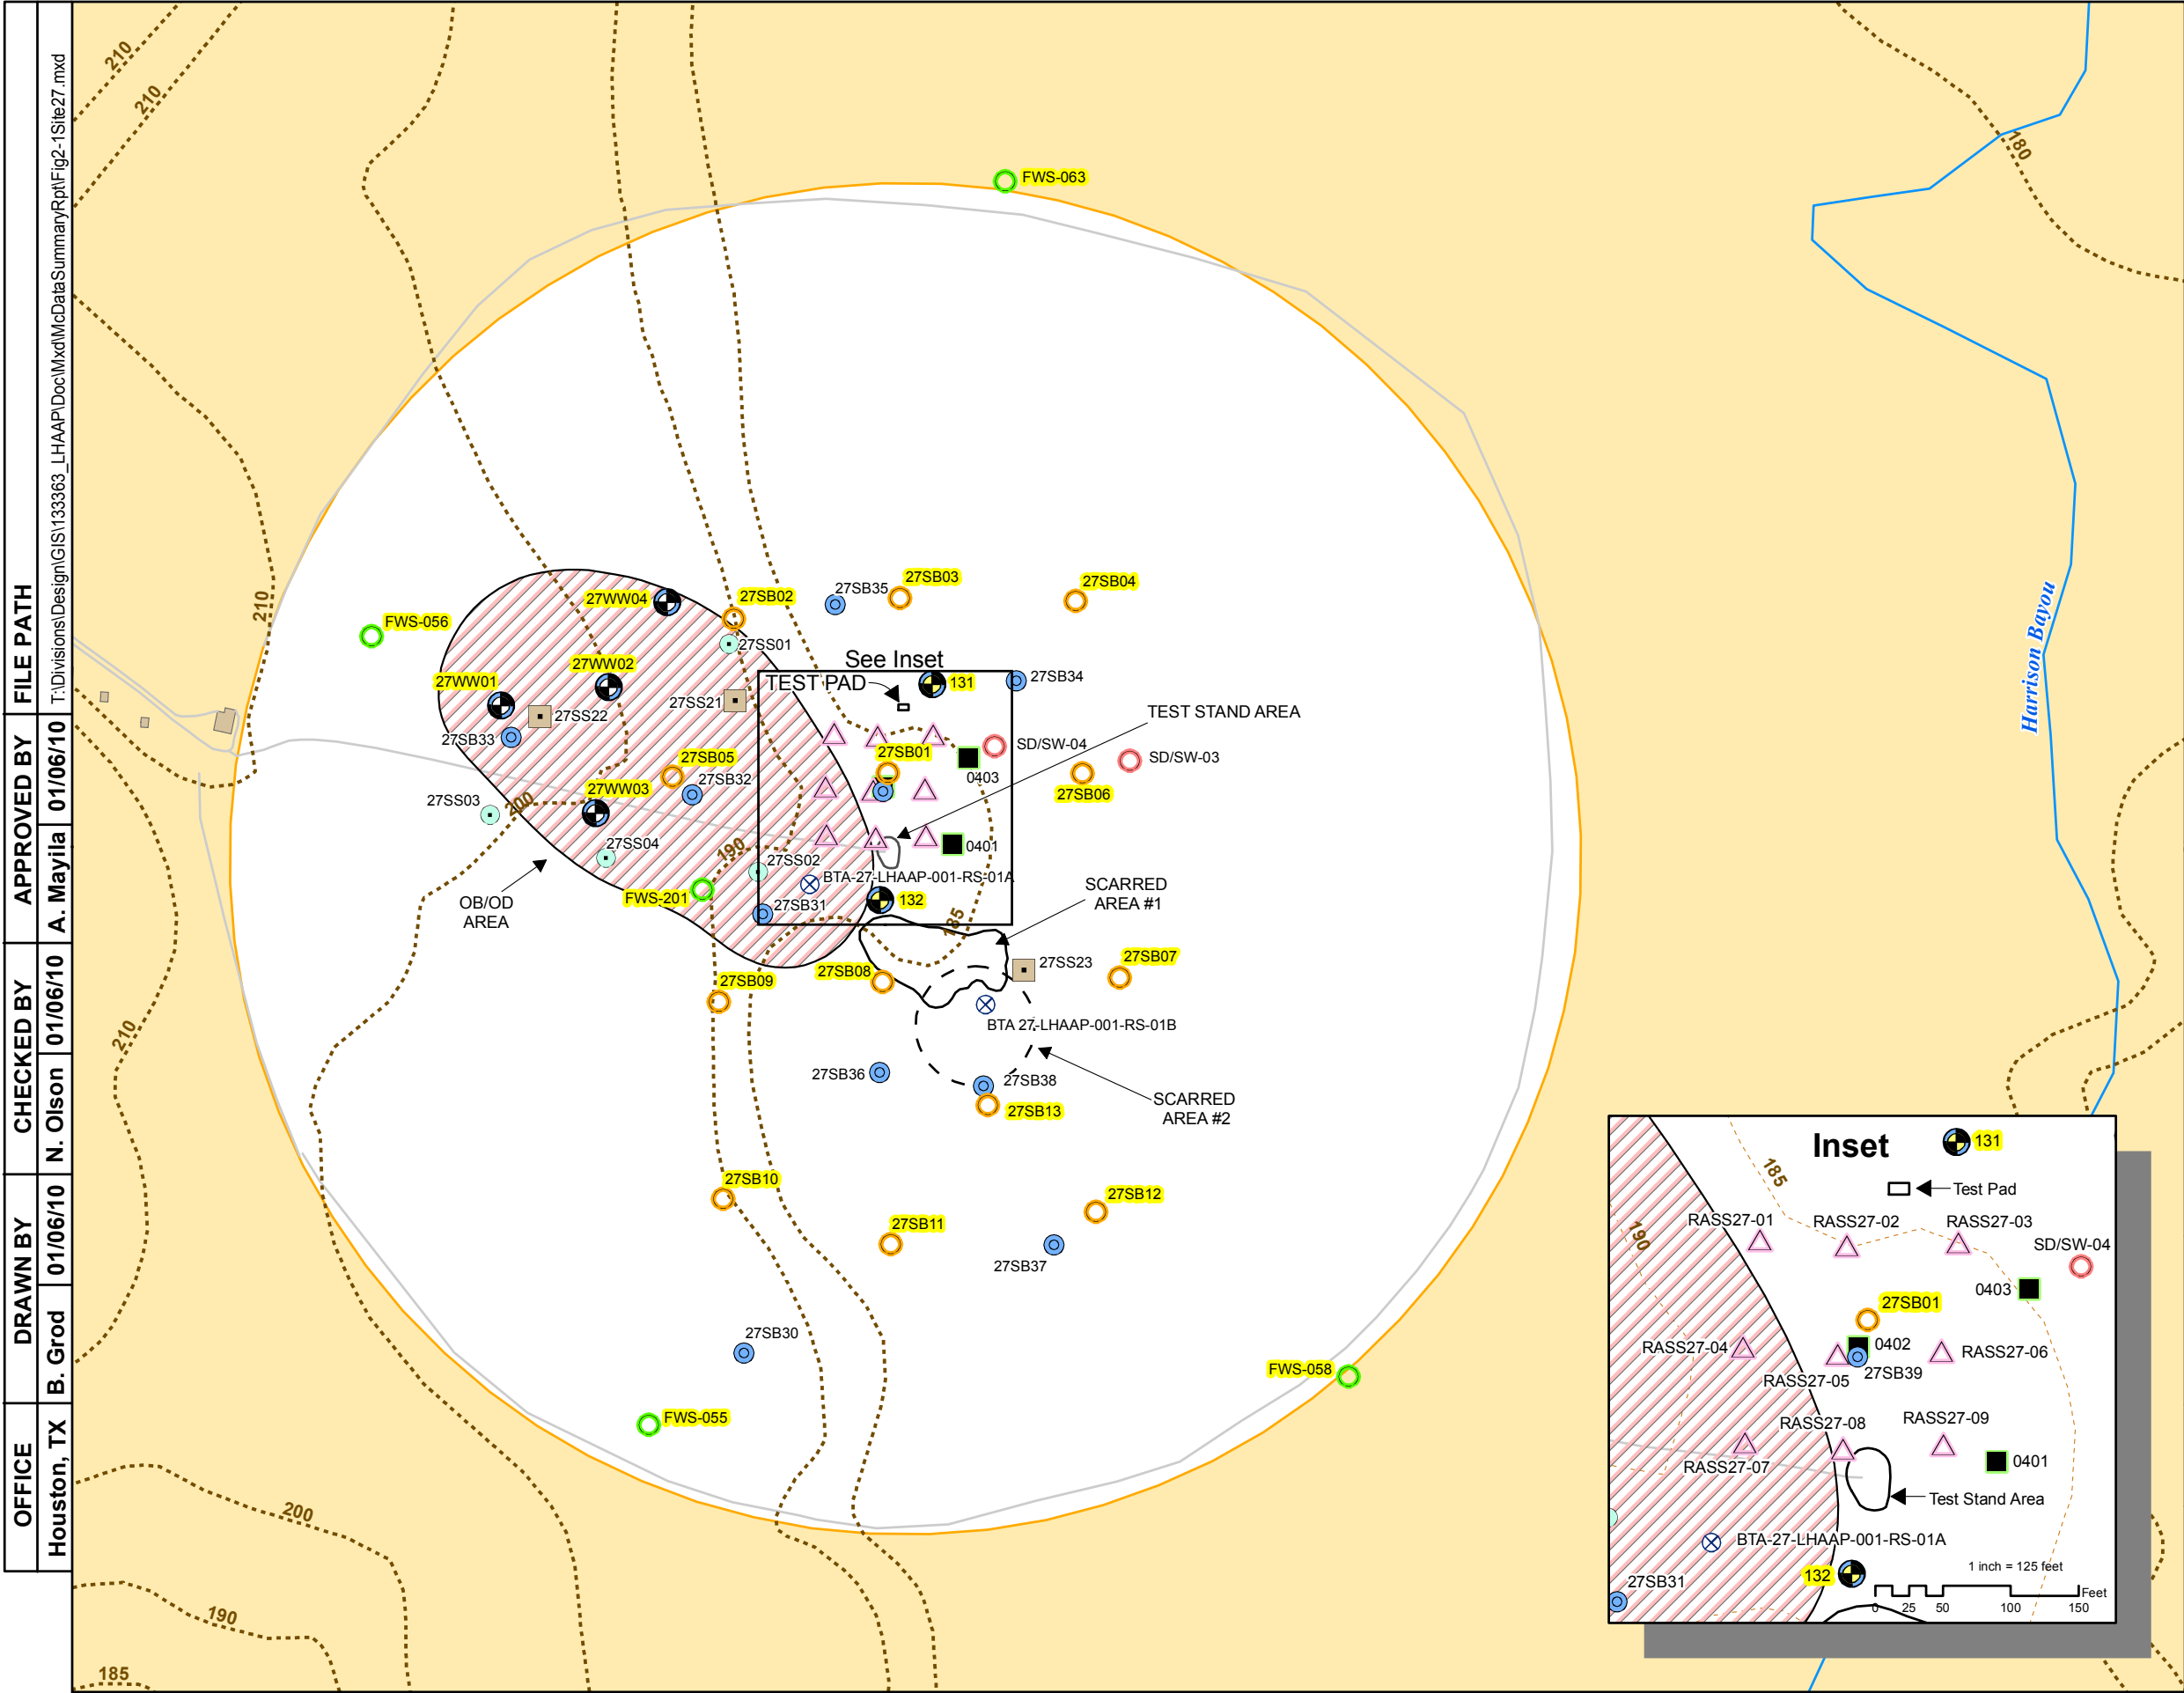 FILE PATH
T:\Divisions\Design\GIS\133363_LHAAP\Doc\Mxd\McDataSummaryRpt\Fig2-1Site27.mxd
APPROVED BY
A. Mayila 01/06/10
CHECKED BY
N. Olson 01/06/10
DRAWN BY
B. Grod 01/06/10
OFFICE
Houston, TX
210
210
180
FWS-063
210
FWS-056
27WW04
27SB02
27SB35
27SB03
27SB04
27SS01
See Inset
TEST PAD
131
27SB34
27WW02
27WW01
27SS22
27SS21
27SB33
TEST STAND AREA
27SB05
27SB32
27SB01
SD/SW-04
SD/SW-03
0403
27SB06
Harrison Bayou
27WW03
27SS03
200
27SS04
190
27SS02
0401
BTA-27-LHAAP-001-RS-01A
FWS-201
27SB31
132
185
OB/OD
AREA
SCARRED
AREA #1
27SB09
27SB08
27SS23
27SB07
BTA 27-LHAAP-001-RS-01B
210
27SB36
27SB38
27SB13
SCARRED
AREA #2
27SB10
27SB11
27SB12
27SB37
27SB30
FWS-058
FWS-055
200
190
185
Inset
131
185
Test Pad
RASS27-01
RASS27-02
RASS27-03
190
SD/SW-04
0403
27SB01
RASS27-04
0402
RASS27-06
27SB39
RASS27-05
RASS27-08
RASS27-09
RASS27-07
0401
Test Stand Area
BTA-27-LHAAP-001-RS-01A
27SB31
132
1 inch = 125 feet
Feet
0 25 50 100 150